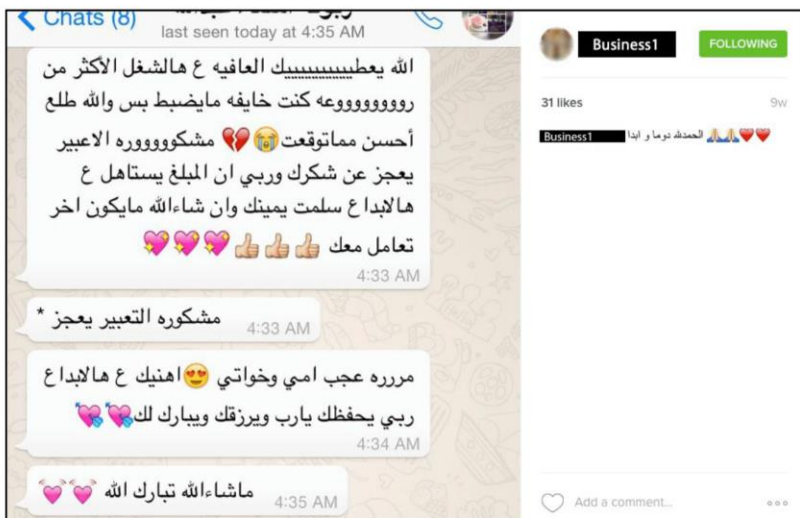 Chats (8)
last seen today at 4:35 AM
الله يعطيييييييييك العافيه ع هالشغل الأكثر من
رووووووووعه كنت خايفه مايضبط بس والله طلع
أحسن مماتوقعت😭💔 مشكوووووره الاعبير
يعجز عن شكرك وربي ان المبلغ يستاهل ع
هالابداع سلمت يمينك وان شاءالله مايكون اخر
تعامل معك 👍🏼👍🏼👍🏼💖💖💖
4:33 AM
مشكوره التعبير يعجز *
4:33 AM
مررره عجب امي وخواتي 😍اهنيك ع هالابداع
ربي يحفظك يارب ويرزقك ويبارك لك💘💘
4:34 AM
ماشاءالله تبارك الله 💓💓
4:35 AM
Business1
FOLLOWING
31 likes
9w
Business1 الحمدلله دوما و ابدا 🙏🏼🙏🏼❤️❤️
Add a comment...